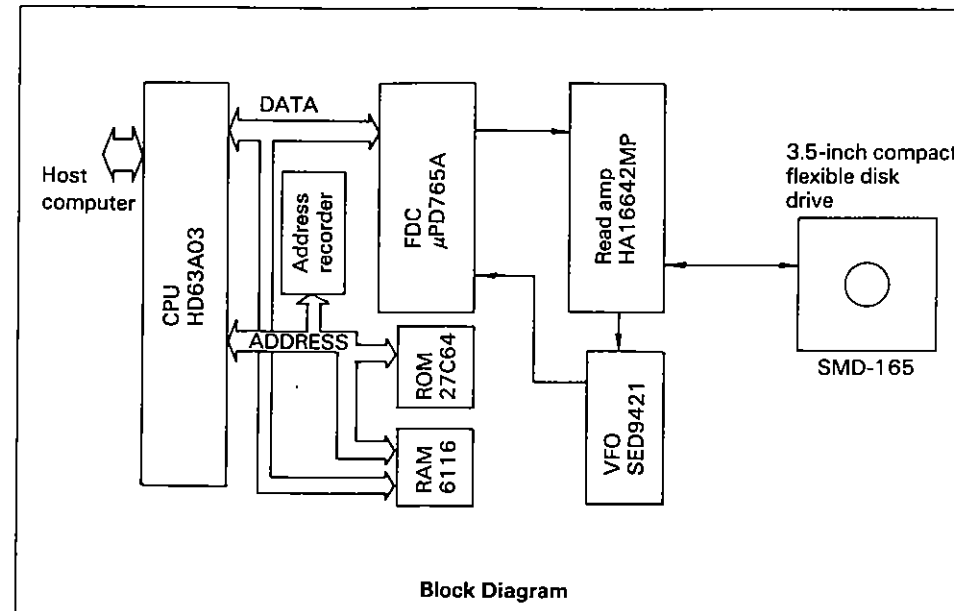 DATA
Host
computer
CPU
HD63A03
Address
recorder
ADDRESS
FDC
µPD765A
ROM
27C64
RAM
6116
Read amp
HA16642MP
VFO
SED9421
3.5-inch compact
flexible disk
drive
SMD-165
Block Diagram